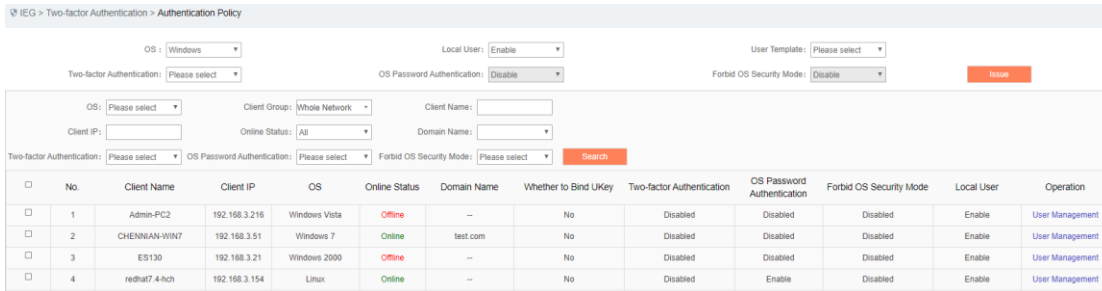 IEG > Two-factor Authentication > Authentication Policy
OS : Windows Local User: Enable User Template: Please select
Two-factor Authentication: Please select OS Password Authentication: Disable Forbid OS Security Mode: Disable Issue
OS: Please select Client Group: Whole Network Client Name:
Client IP: Online Status: All Domain Name:
Two-factor Authentication: Please select OS Password Authentication: Please select Forbid OS Security Mode: Please select Search
No. Client Name Client IP OS Online Status Domain Name Whether to Bind UKey Two-factor Authentication OS Password Authentication Forbid OS Security Mode Local User Operation
1 Admin-PC2 192.168.3.216 Windows Vista Offline -- No Disabled Disabled Disabled Enable User Management
2 CHENNIAN-WIN7 192.168.3.51 Windows 7 Online test.com No Disabled Disabled Disabled Enable User Management
3 ES130 192.168.3.21 Windows 2000 Offline -- No Disabled Disabled Disabled Enable User Management
4 redhat7.4-hch 192.168.3.154 Linux Online -- No Disabled Enable Disabled Enable User Management